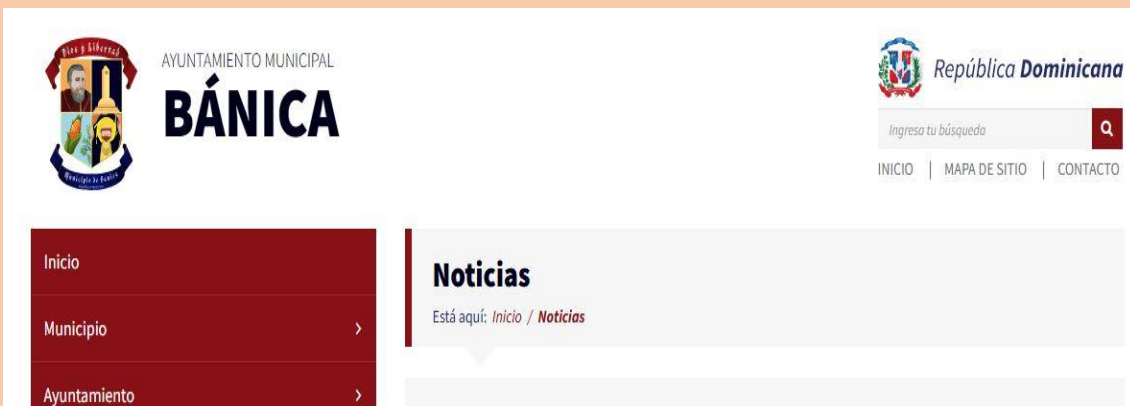 Dios y Libertad
Municipio de Bánica
AYUNTAMIENTO MUNICIPAL
BÁNICA
República Dominicana
Ingresa tu búsqueda
INICIO | MAPA DE SITIO | CONTACTO
Inicio
Municipio
Ayuntamiento
Noticias
Está aquí: Inicio / Noticias